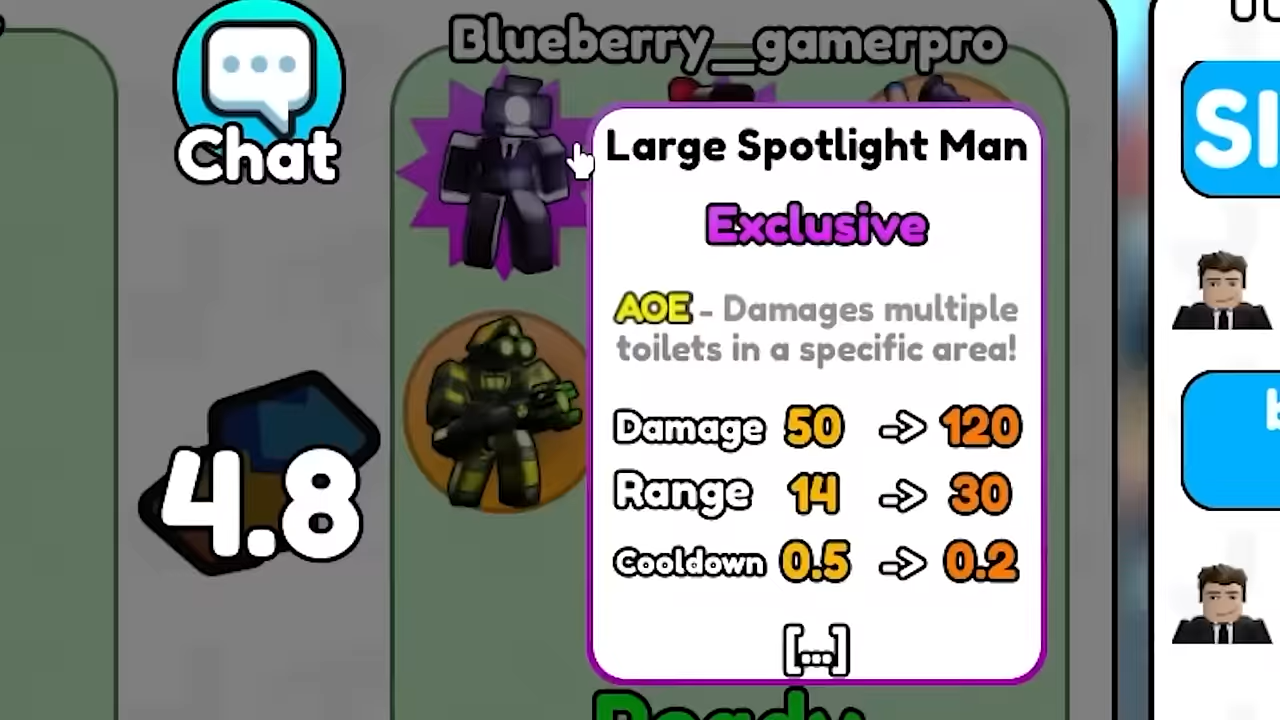 Blueberry_gamerpro
Chat
Large Spotlight Man
Exclusive
AOE - Damages multiple
toilets in a specific area!
Damage 50 -> 120
Range 14 -> 30
Cooldown 0.5 -> 0.2
[...]
4.8
Ready